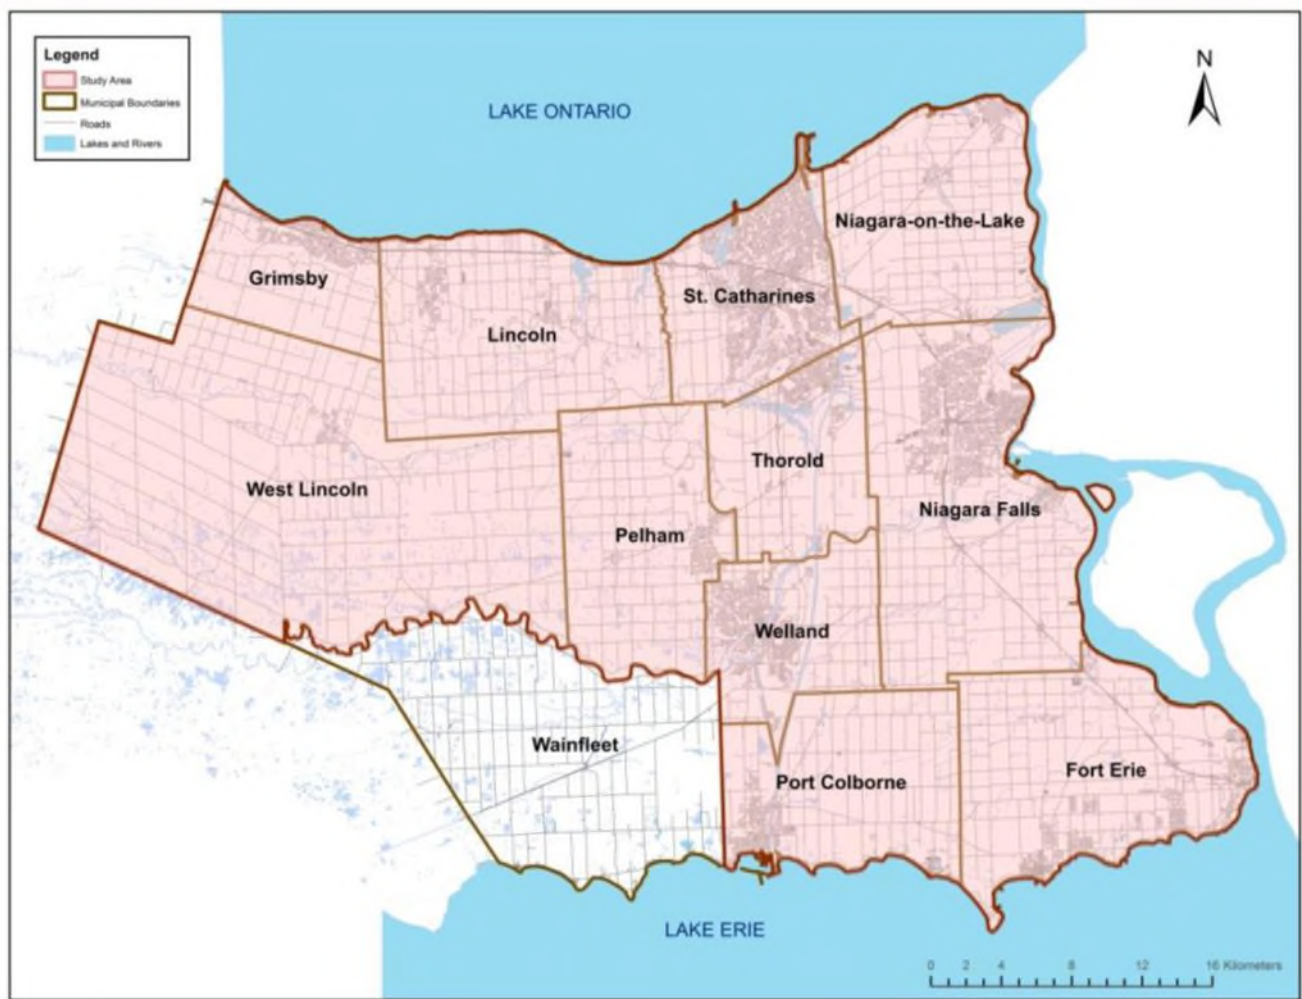 Legend
Study Area
Municipal Boundaries
Roads
Lakes and Rivers
N
LAKE ONTARIO
Niagara-on-the-Lake
Grimsby
St. Catharines
Lincoln
Thorold
West Lincoln
Niagara Falls
Pelham
Welland
Wainfleet
Fort Erie
Port Colborne
LAKE ERIE
0 2 4 8 12 16 Kilometers